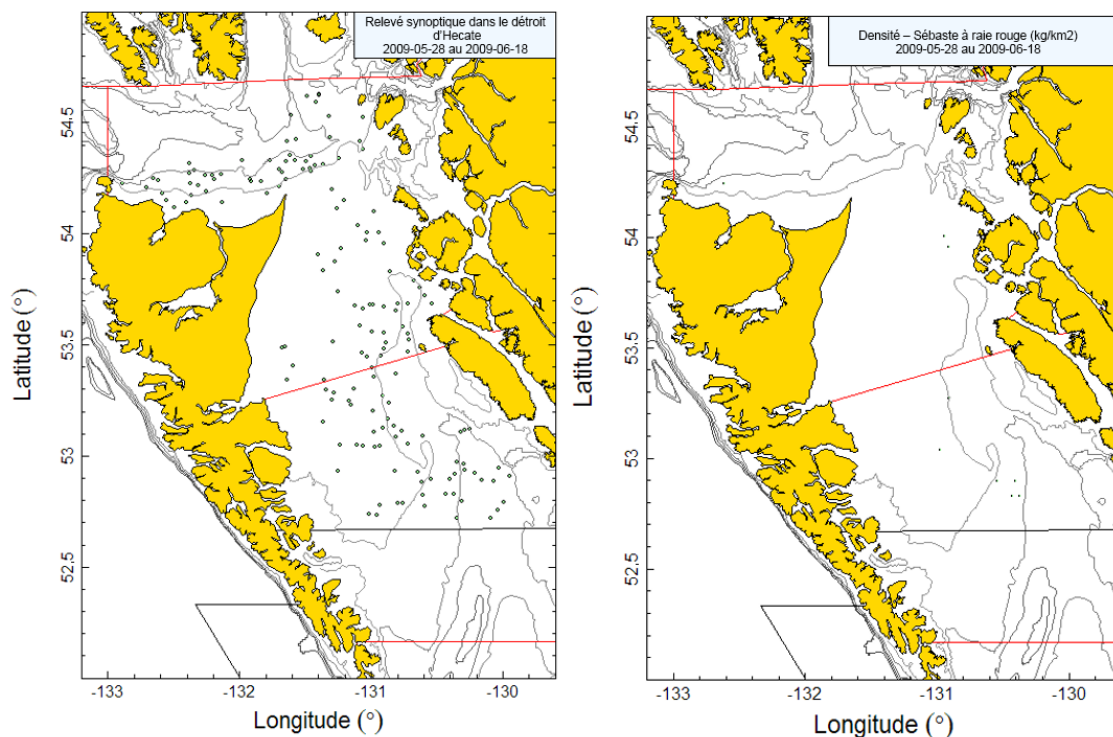 Relevé synoptique dans le détroit
d'Hecate
2009-05-28 au 2009-06-18
54.5
54
53.5
53
52.5
Latitude (°)
-133
-132
-131
-130
Longitude (°)
Densité – Sébaste à raie rouge (kg/km2)
2009-05-28 au 2009-06-18
54.5
54
53.5
53
52.5
Latitude (°)
-133
-132
-131
-130
Longitude (°)